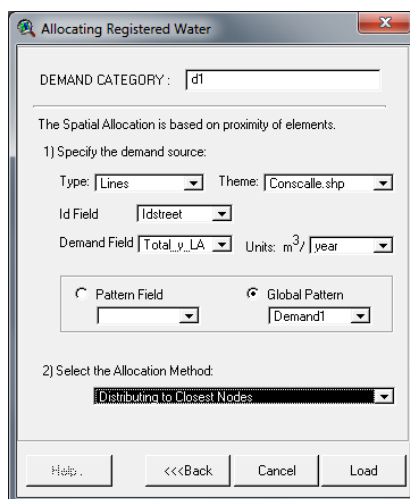 Allocating Registered Water
DEMAND CATEGORY : d1
The Spatial Allocation is based on proximity of elements.
1) Specify the demand source:
Type: Lines Theme: Conscalle.shp
Id Field Idstreet
Demand Field Total_y_LA Units: m3/ year
Pattern Field Global Pattern
Demand1
2) Select the Allocation Method:
Distributing to Closest Nodes
Help . <<<Back Cancel Load